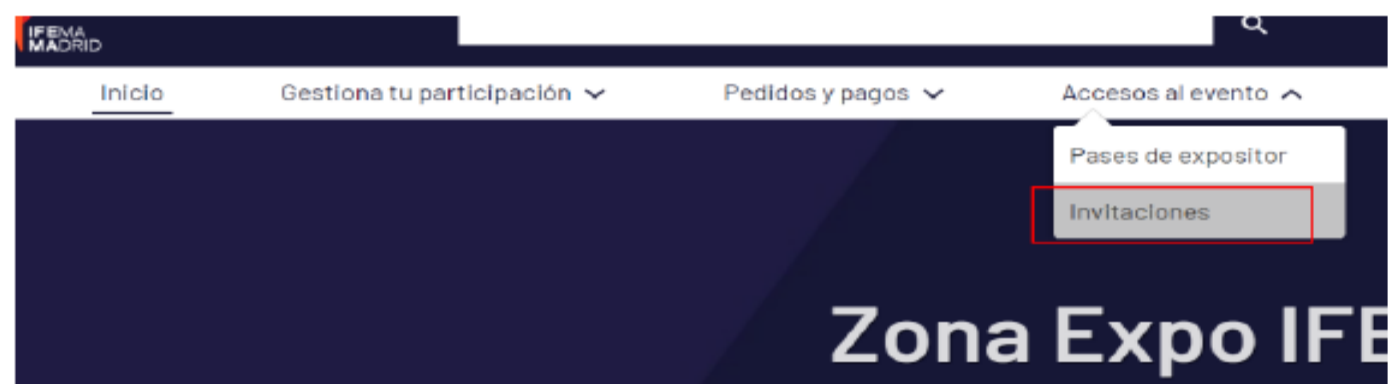 IFEMA
MADRID
Inicio
Gestiona tu participación
Pedidos y pagos
Accesos al evento
Pases de expositor
Invitaciones
Zona Expo IFE